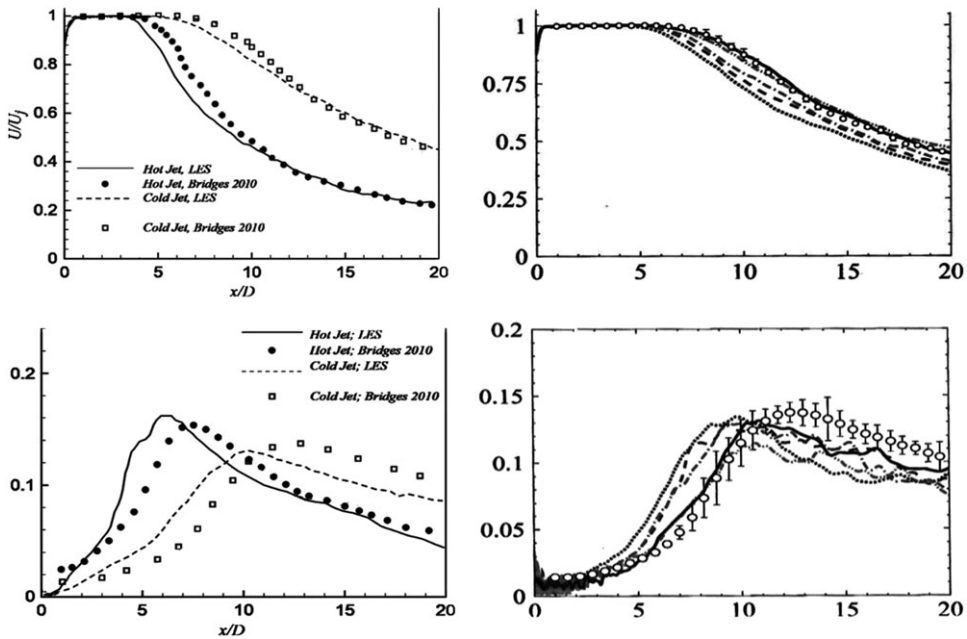 1
0.8
0.6
0.4
0.2
0
U/Uj
Hot Jet, LES
Hot Jet, Bridges 2010
Cold Jet, LES
Cold Jet, Bridges 2010
0 5 10 15 20
x/D
1
0.75
0.5
0.25
0
0 5 10 15 20
0.2
0.1
0
Hot Jet; LES
Hot Jet; Bridges 2010
Cold Jet; LES
Cold Jet; Bridges 2010
0 5 10 15 20
x/D
0.2
0.15
0.1
0.05
0
0 5 10 15 20